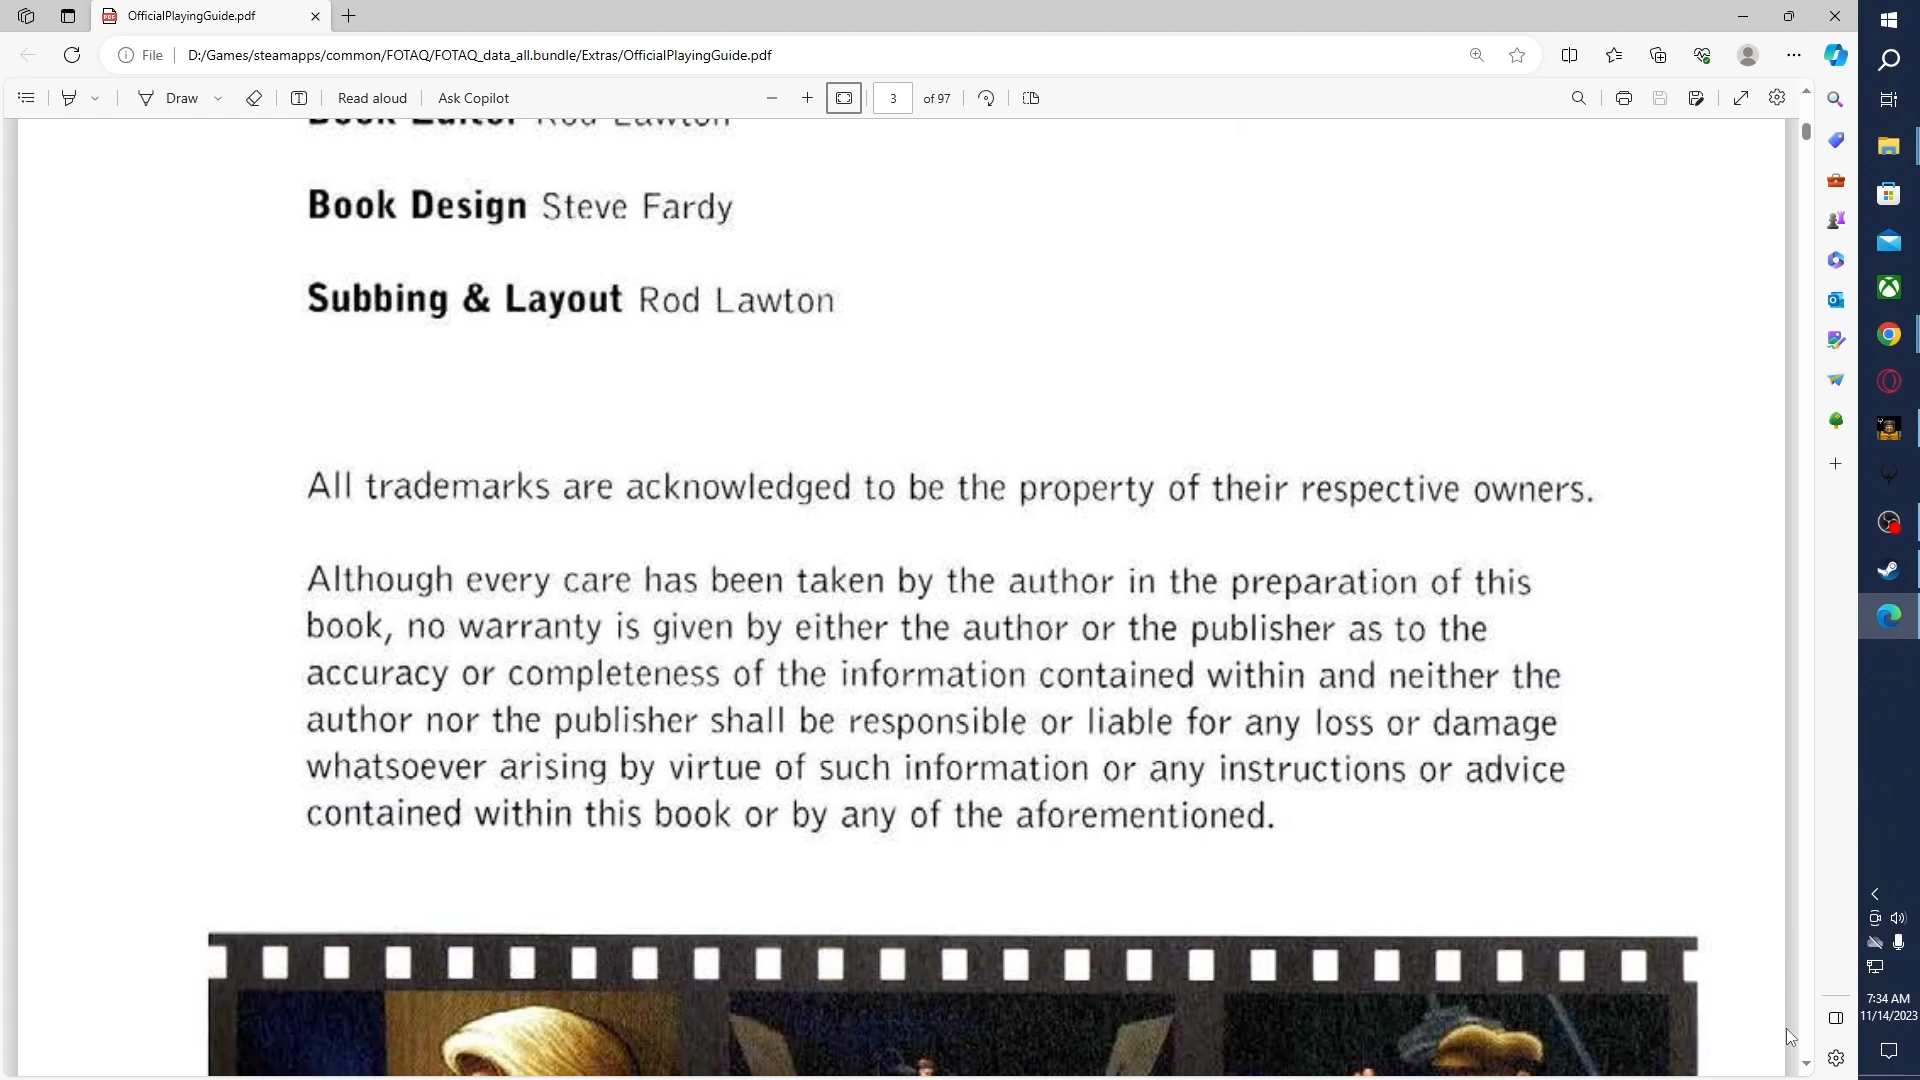 OfficialPlayingGuide.pdf
File D:/Games/steamapps/common/FOTAQ/FOTAQ_data_all.bundle/Extras/OfficialPlayingGuide.pdf
Draw Read aloud Ask Copilot 3 of 97
Book Editor Rod Lawton
Book Design Steve Fardy
Subbing & Layout Rod Lawton
All trademarks are acknowledged to be the property of their respective owners.
Although every care has been taken by the author in the preparation of this
book, no warranty is given by either the author or the publisher as to the
accuracy or completeness of the information contained within and neither the
author nor the publisher shall be responsible or liable for any loss or damage
whatsoever arising by virtue of such information or any instructions or advice
contained within this book or by any of the aforementioned.
7:34 AM
11/14/2023